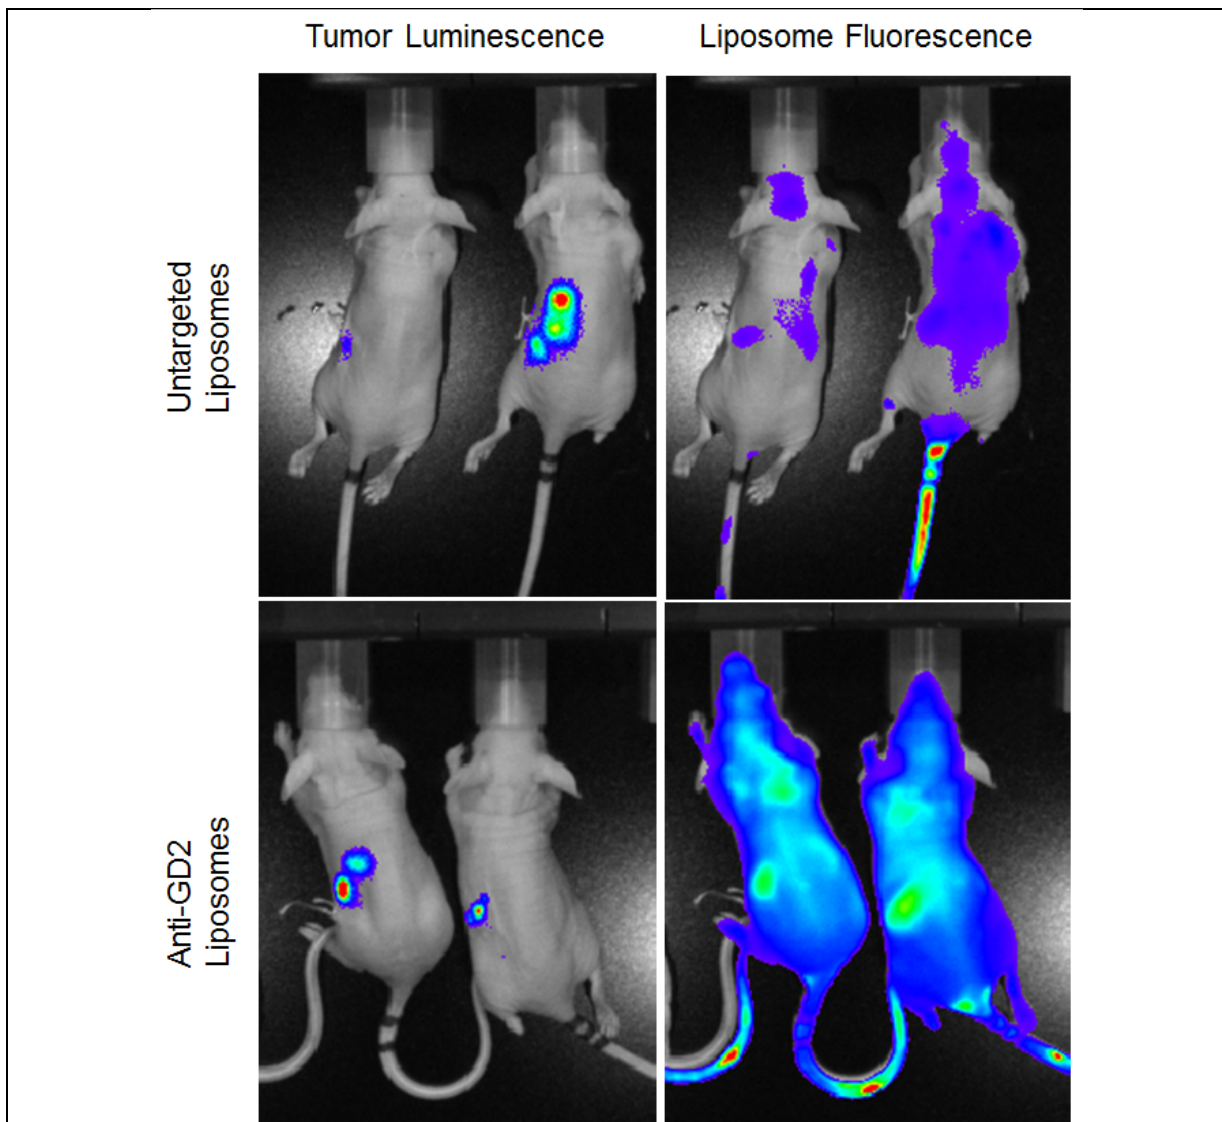 Tumor Luminescence
Liposome Fluorescence
Untargeted
Liposomes
Anti-GD2
Liposomes